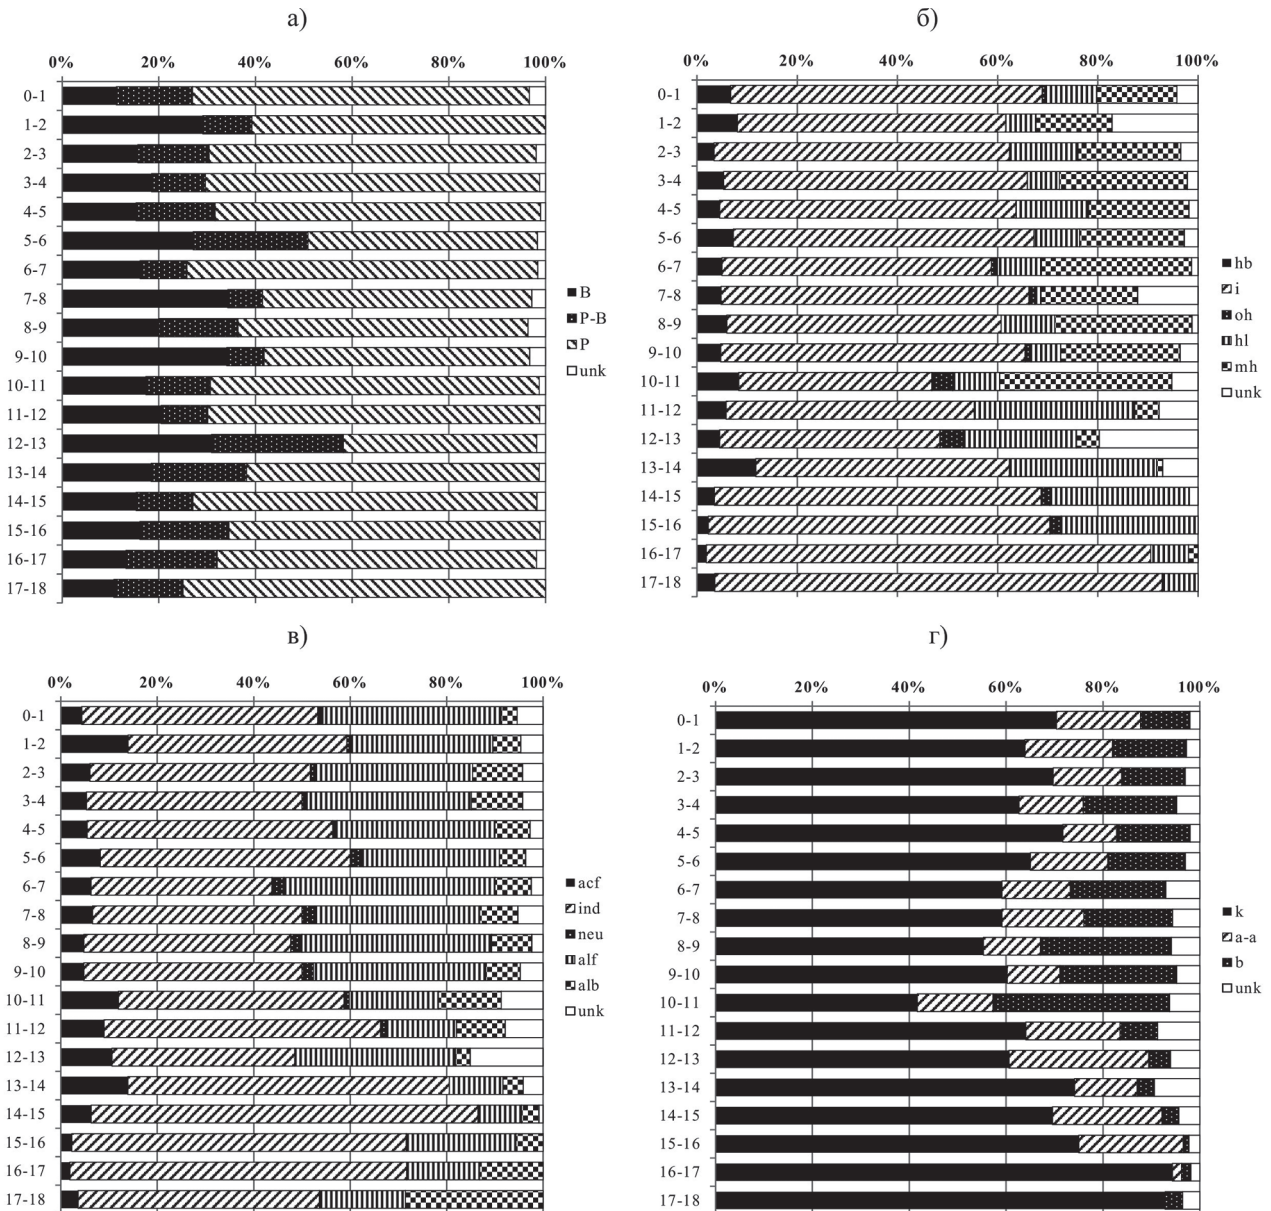 а)
0% 20% 40% 60% 80% 100%
0-1
1-2
2-3
3-4
4-5
5-6
6-7
7-8
8-9
9-10
10-11
11-12
12-13
13-14
14-15
15-16
16-17
17-18
B
P-B
P
unk
б)
0% 20% 40% 60% 80% 100%
0-1
1-2
2-3
3-4
4-5
5-6
6-7
7-8
8-9
9-10
10-11
11-12
12-13
13-14
14-15
15-16
16-17
17-18
hb
i
oh
hl
mh
unk
в)
0% 20% 40% 60% 80% 100%
0-1
1-2
2-3
3-4
4-5
5-6
6-7
7-8
8-9
9-10
10-11
11-12
12-13
13-14
14-15
15-16
16-17
17-18
acf
ind
neu
alf
alb
unk
г)
0% 20% 40% 60% 80% 100%
0-1
1-2
2-3
3-4
4-5
5-6
6-7
7-8
8-9
9-10
10-11
11-12
12-13
13-14
14-15
15-16
16-17
17-18
k
a-a
b
unk